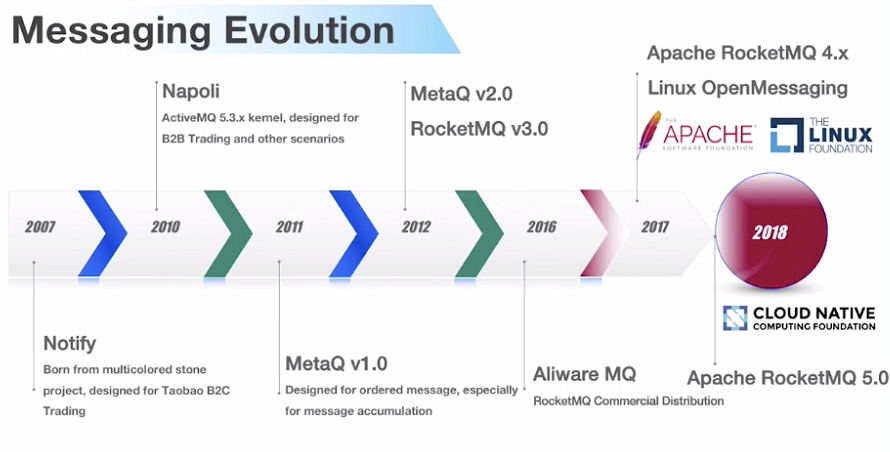 Messaging Evolution
Napoli
ActiveMQ 5.3.x kernel, designed for
B2B Trading and other scenarios
MetaQ v2.0
RocketMQ v3.0
Apache RocketMQ 4.x
Linux OpenMessaging
THE
APACHE
SOFTWARE FOUNDATION
THE
LINUX
FOUNDATION
2007
2010
2011
2012
2016
2017
2018
CLOUD NATIVE
COMPUTING FOUNDATION
Notify
Born from multicolored stone
project, designed for Taobao B2C
Trading
MetaQ v1.0
Designed for ordered message, especially
for message accumulation
Aliware MQ
RocketMQ Commercial Distribution
Apache RocketMQ 5.0